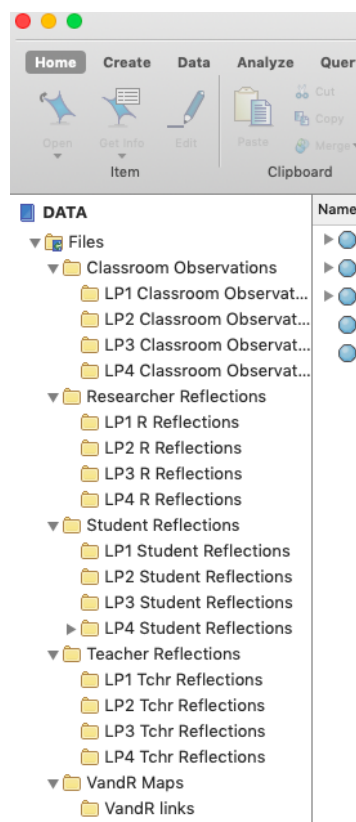 Home Create Data Analyze Quer
Open Get Info Edit Paste Cut
Copy
Merge
Item Clipboard
DATA Name
Files
Classroom Observations
LP1 Classroom Observat...
LP2 Classroom Observat...
LP3 Classroom Observat...
LP4 Classroom Observat...
Researcher Reflections
LP1 R Reflections
LP2 R Reflections
LP3 R Reflections
LP4 R Reflections
Student Reflections
LP1 Student Reflections
LP2 Student Reflections
LP3 Student Reflections
LP4 Student Reflections
Teacher Reflections
LP1 Tchr Reflections
LP2 Tchr Reflections
LP3 Tchr Reflections
LP4 Tchr Reflections
VandR Maps
VandR links